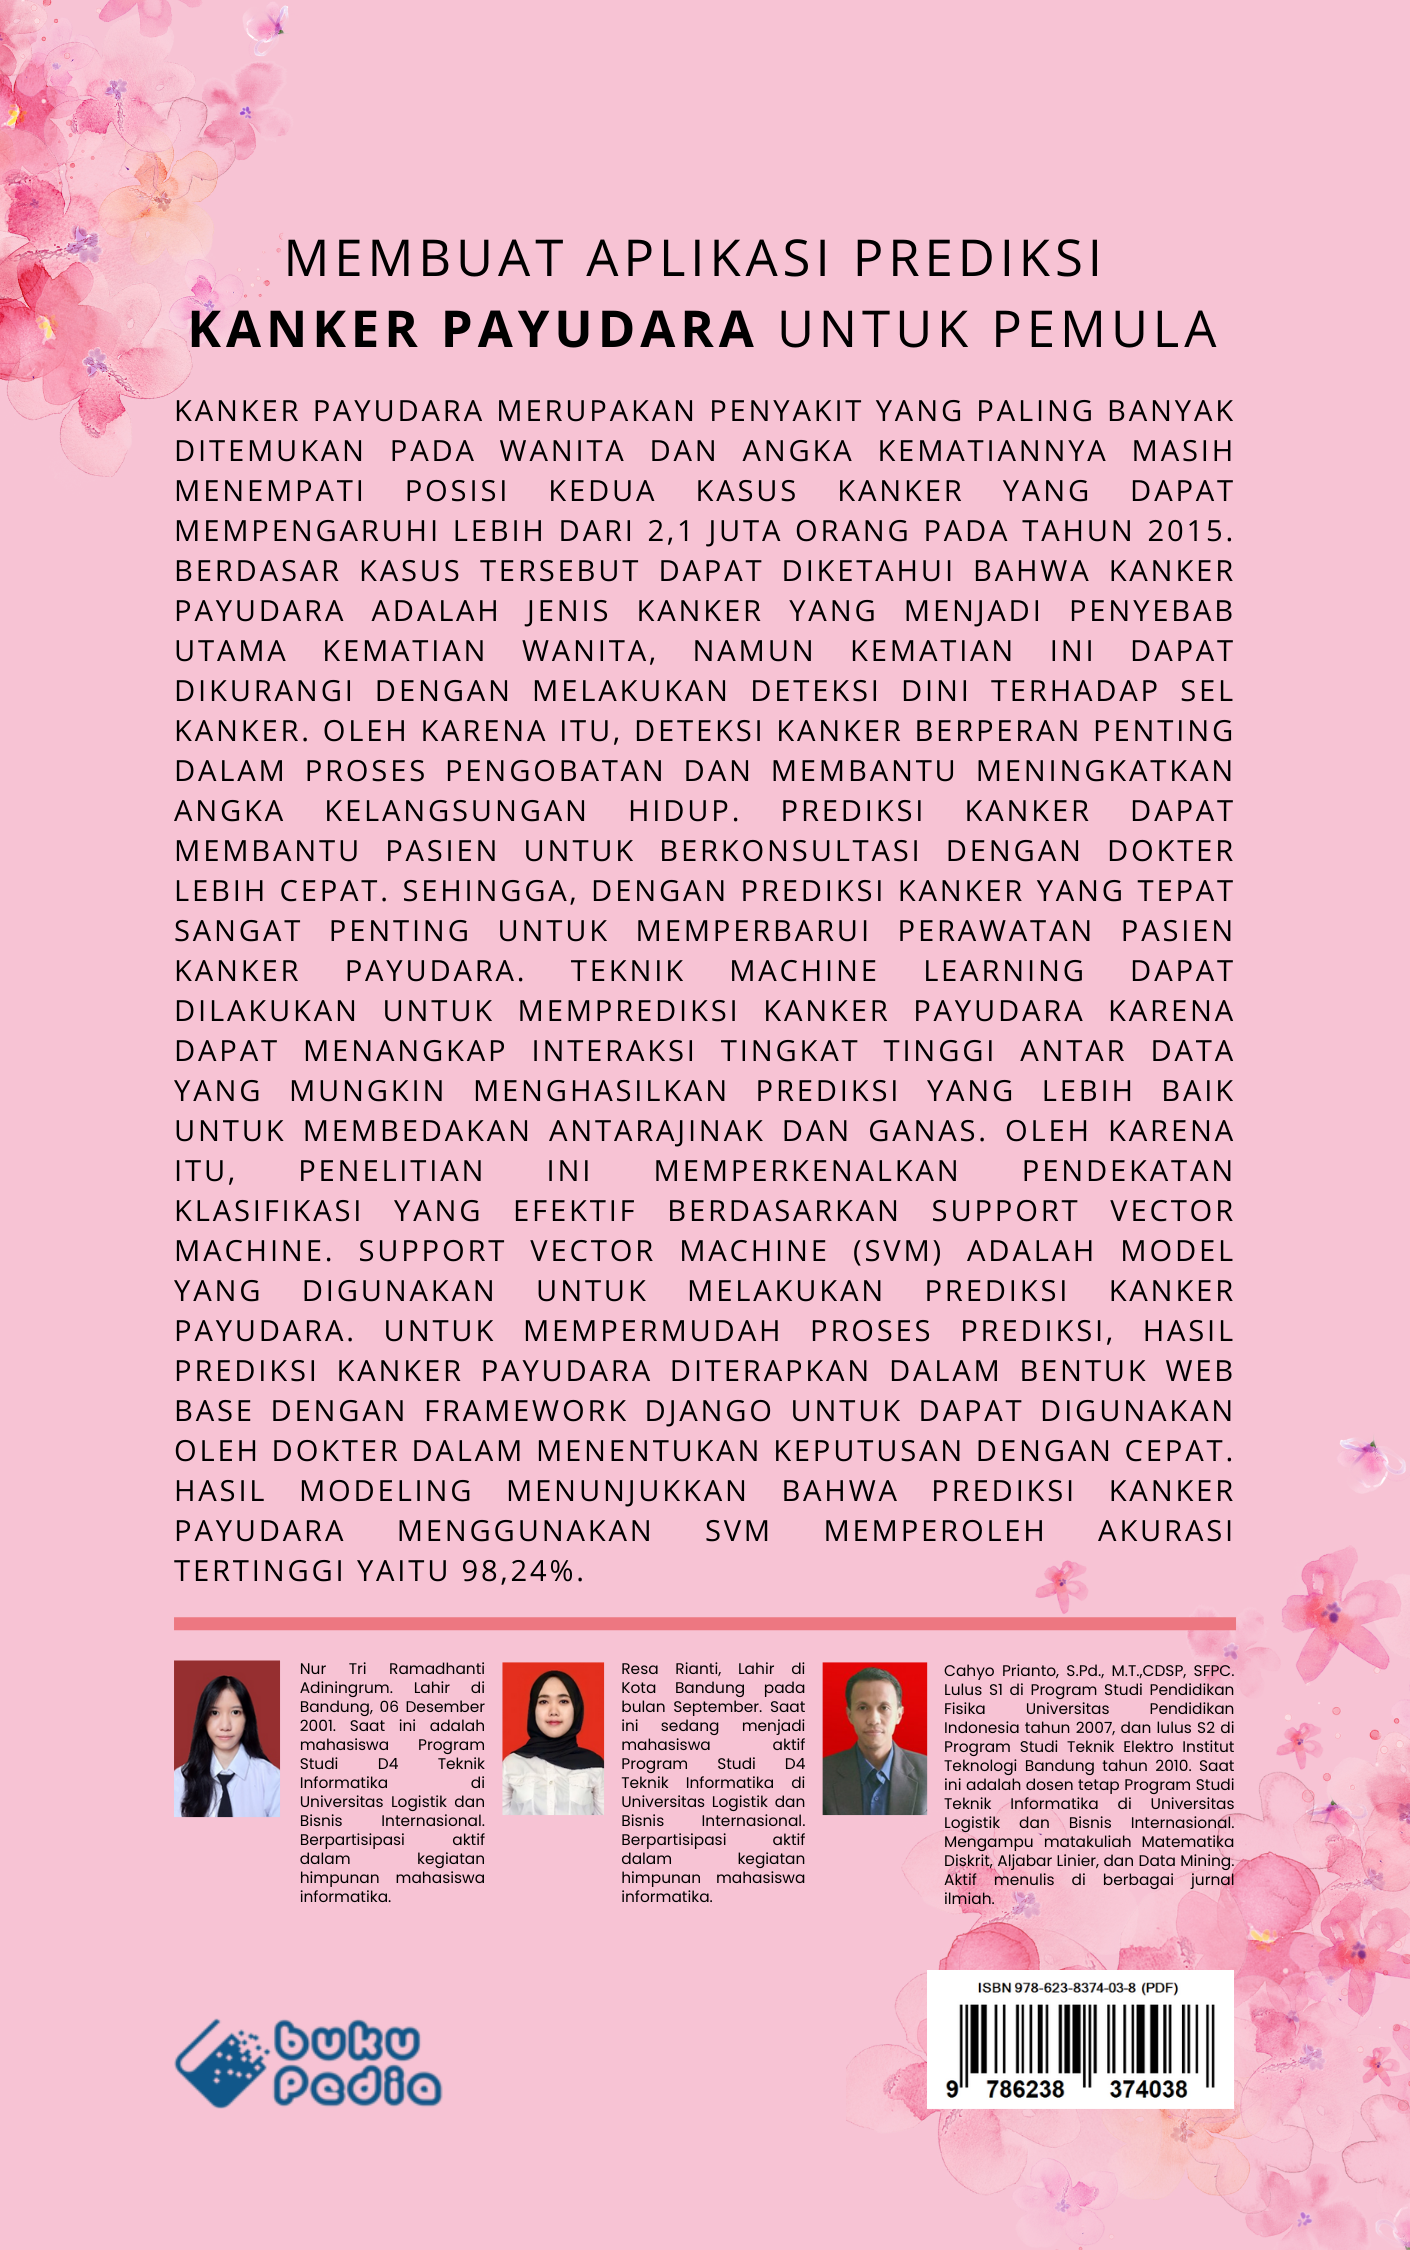 MEMBUAT APLIKASI PREDIKSI
KANKER PAYUDARA UNTUK PEMULA
KANKER PAYUDARA MERUPAKAN PENYAKIT YANG PALING BANYAK
DITEMUKAN PADA WANITA DAN ANGKA KEMATIANNYA MASIH
MENEMPATI POSISI KEDUA KASUS KANKER YANG DAPAT
MEMPENGARUHI LEBIH DARI 2,1 JUTA ORANG PADA TAHUN 2015.
BERDASAR KASUS TERSEBUT DAPAT DIKETAHUI BAHWA KANKER
PAYUDARA ADALAH JENIS KANKER YANG MENJADI PENYEBAB
UTAMA KEMATIAN WANITA, NAMUN KEMATIAN INI DAPAT
DIKURANGI DENGAN MELAKUKAN DETEKSI DINI TERHADAP SEL
KANKER. OLEH KARENA ITU, DETEKSI KANKER BERPERAN PENTING
DALAM PROSES PENGOBATAN DAN MEMBANTU MENINGKATKAN
ANGKA KELANGSUNGAN HIDUP. PREDIKSI KANKER DAPAT
MEMBANTU PASIEN UNTUK BERKONSULTASI DENGAN DOKTER
LEBIH CEPAT. SEHINGGA, DENGAN PREDIKSI KANKER YANG TEPAT
SANGAT PENTING UNTUK MEMPERBARUI PERAWATAN PASIEN
KANKER PAYUDARA. TEKNIK MACHINE LEARNING DAPAT
DILAKUKAN UNTUK MEMPREDIKSI KANKER PAYUDARA KARENA
DAPAT MENANGKAP INTERAKSI TINGKAT TINGGI ANTAR DATA
YANG MUNGKIN MENGHASILKAN PREDIKSI YANG LEBIH BAIK
UNTUK MEMBEDAKAN ANTARAJINAK DAN GANAS. OLEH KARENA
ITU, PENELITIAN INI MEMPERKENALKAN PENDEKATAN
KLASIFIKASI YANG EFEKTIF BERDASARKAN SUPPORT VECTOR
MACHINE. SUPPORT VECTOR MACHINE (SVM) ADALAH MODEL
YANG DIGUNAKAN UNTUK MELAKUKAN PREDIKSI KANKER
PAYUDARA. UNTUK MEMPERMUDAH PROSES PREDIKSI, HASIL
PREDIKSI KANKER PAYUDARA DITERAPKAN DALAM BENTUK WEB
BASE DENGAN FRAMEWORK DJANGO UNTUK DAPAT DIGUNAKAN
OLEH DOKTER DALAM MENENTUKAN KEPUTUSAN DENGAN CEPAT.
HASIL MODELING MENUNJUKKAN BAHWA PREDIKSI KANKER
PAYUDARA MENGGUNAKAN SVM MEMPEROLEH AKURASI
TERTINGGI YAITU 98,24%.
Nur Tri Ramadhanti
Adiningrum. Lahir di
Bandung, 06 Desember
2001. Saat ini adalah
mahasiswa Program
Studi D4 Teknik
Informatika di
Universitas Logistik dan
Bisnis Internasional.
Berpartisipasi aktif
dalam kegiatan
himpunan mahasiswa
informatika.
Resa Rianti, Lahir di
Kota Bandung pada
bulan September. Saat
ini sedang menjadi
mahasiswa aktif
Program Studi D4
Teknik Informatika di
Universitas Logistik dan
Bisnis Internasional.
Berpartisipasi aktif
dalam kegiatan
himpunan mahasiswa
informatika.
Cahyo Prianto, S.Pd., M.T.,CDSP, SFPC.
Lulus S1 di Program Studi Pendidikan
Fisika Universitas Pendidikan
Indonesia tahun 2007, dan lulus S2 di
Program Studi Teknik Elektro Institut
Teknologi Bandung tahun 2010. Saat
ini adalah dosen tetap Program Studi
Teknik Informatika di Universitas
Logistik dan Bisnis Internasional.
Mengampu `matakuliah Matematika
Diskrit, Aljabar Linier, dan Data Mining.
Aktif menulis di berbagai jurnal
ilmiah.
buku
Pedia
ISBN 978-623-8374-03-8 (PDF)
9 786238 374038